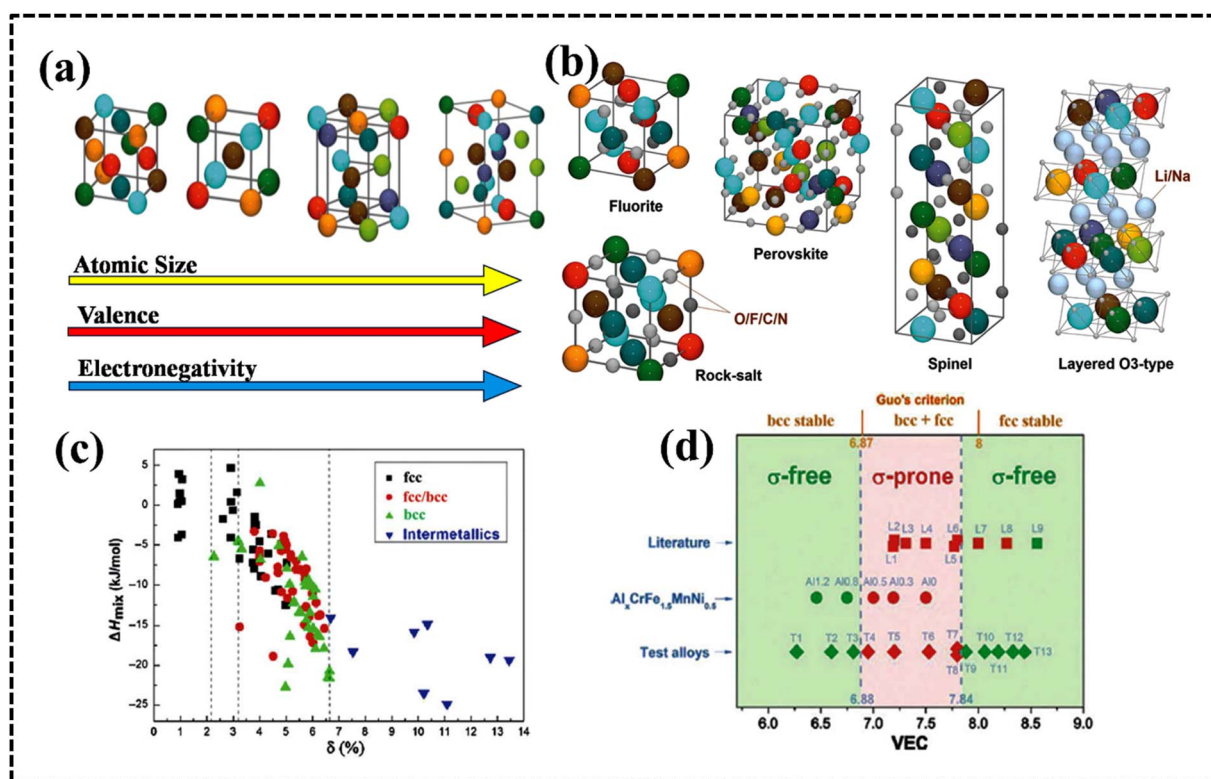 (a)
Atomic Size
Valence
Electronegativity
(b)
Fluorite
Perovskite
Spinel
Li/Na
Layered O3-type
O/F/C/N
Rock-salt
(c)
fcc
fcc/bcc
bcc
Intermetallics
ΔHmix (kJ/mol)
5
0
−5
−10
−15
−20
−25
0 1 2 3 4 5 6 7 8 9 10 11 12 13 14
δ (%)
(d)
Guo's criterion
bcc stable bcc + fcc fcc stable
6.87 8
σ-free σ-prone σ-free
Literature
L2 L3 L4 L6 L7 L8 L9
L1 L5
AlxCrFe1.5MnNi0.5
Al1.2 Al0.8 Al0.5 Al0.3 Al0
Test alloys
T1 T2 T3 T4 T5 T6 T7 T10 T12
T8 T9 T11 T13
6.88 7.84
6.0 6.5 7.0 7.5 8.0 8.5 9.0
VEC